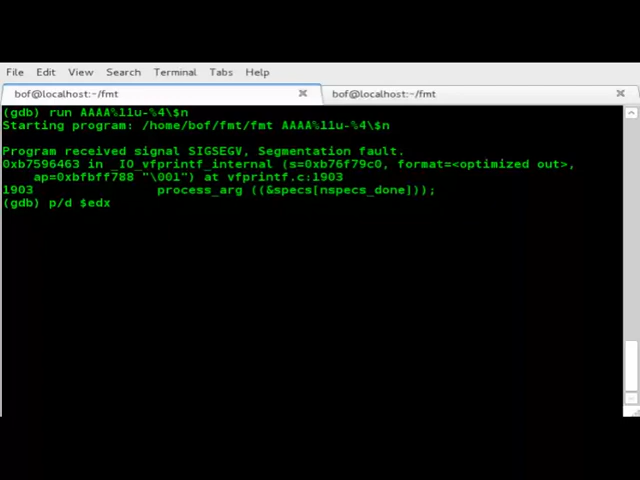 File Edit View Search Terminal Tabs Help
bof@localhost:~/fmt × bof@localhost:~/fmt ×
(gdb) run AAAA%11u-%4\$n
Starting program: /home/bof/fmt/fmt AAAA%11u-%4\$n
Program received signal SIGSEGV, Segmentation fault.
0xb7596463 in _IO_vfprintf_internal (s=0xb76f79c0, format=<optimized out>,
ap=0xbfbff788 "\001") at vfprintf.c:1903
1903 process_arg ((&specs[nspecs_done]));
(gdb) p/d $edx